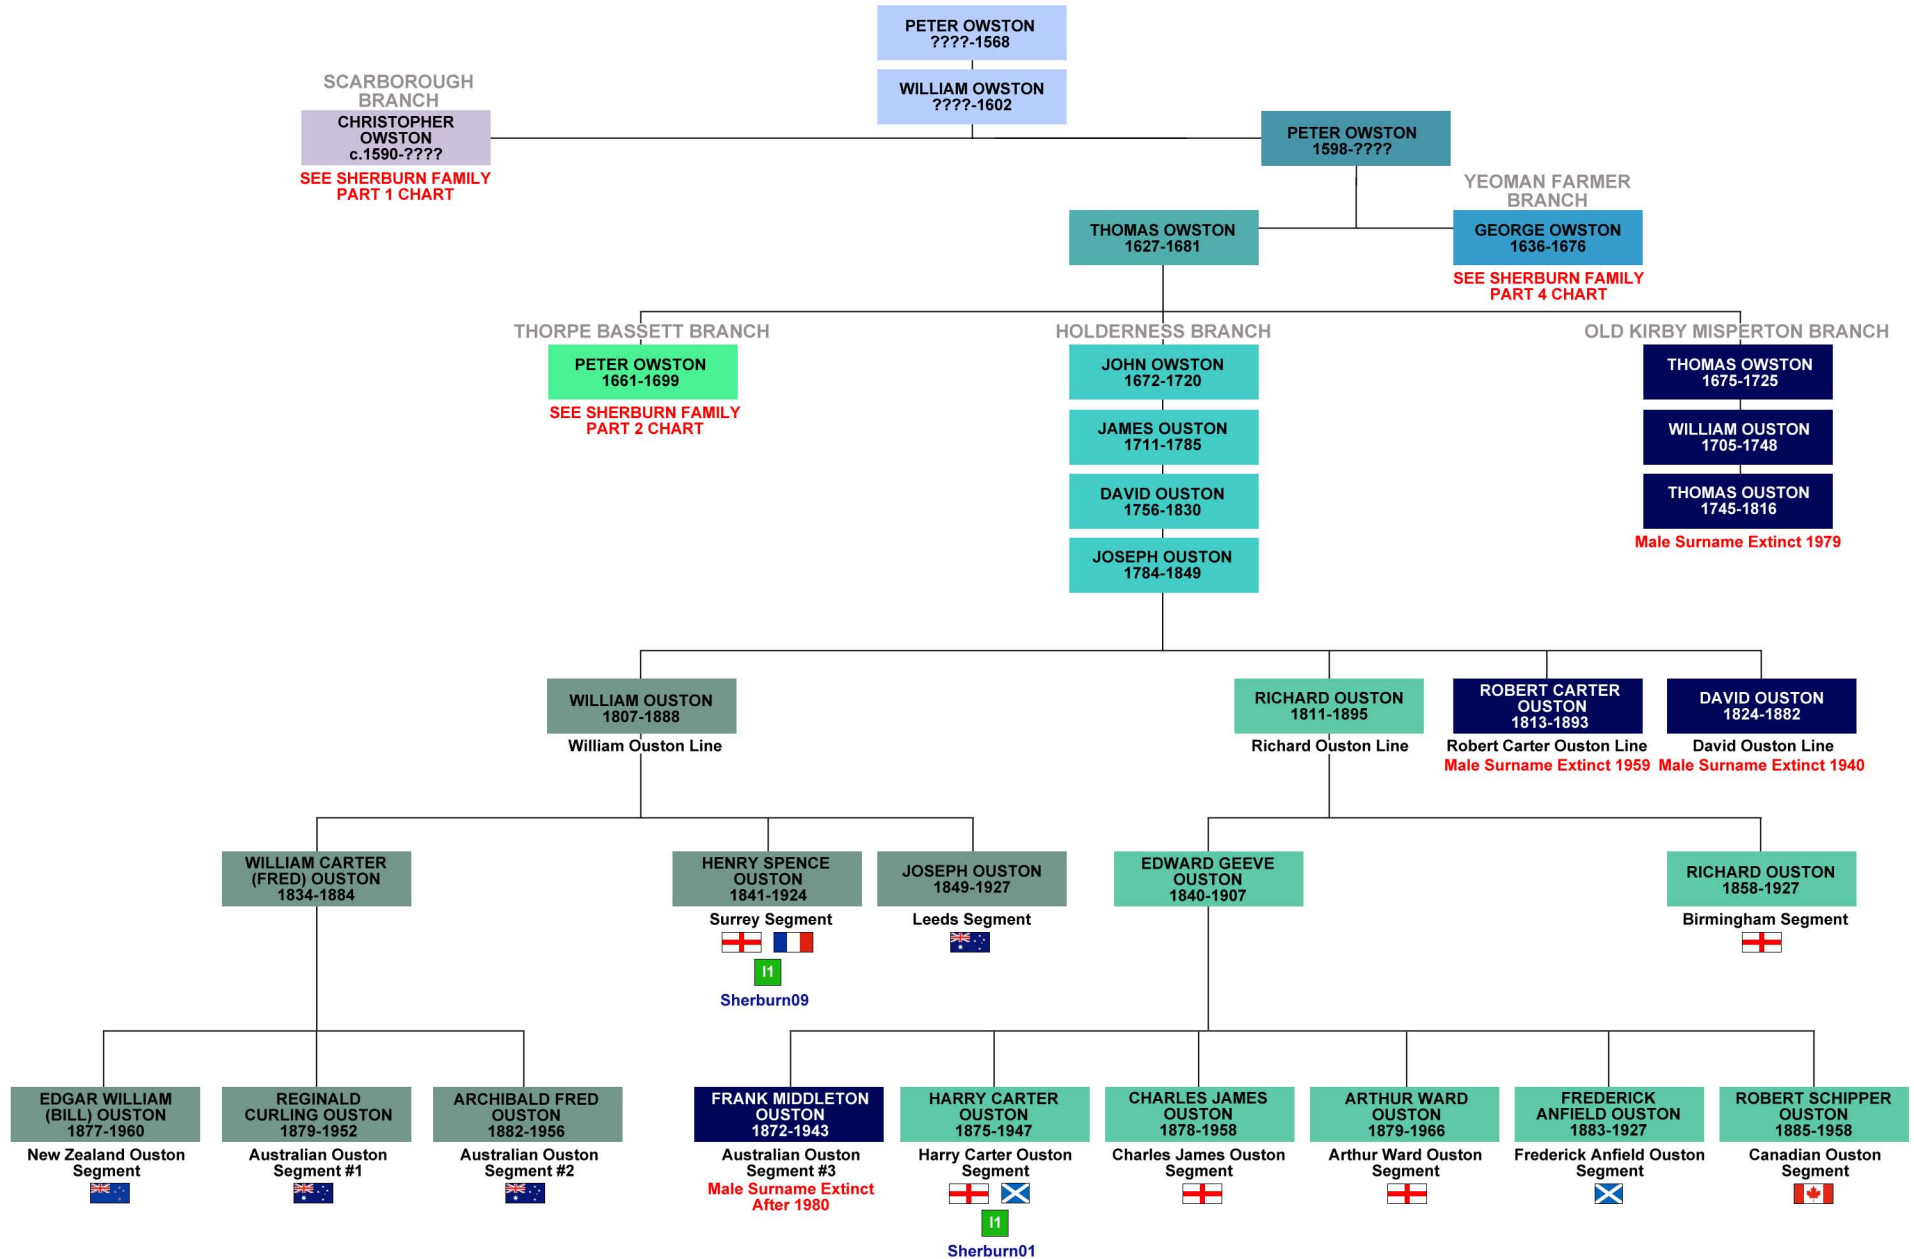 PETER OWSTON
????-1568
WILLIAM OWSTON
????-1602
SCARBOROUGH
BRANCH
CHRISTOPHER
OWSTON
c.1590-????
SEE SHERBURN FAMILY
PART 1 CHART
PETER OWSTON
1598-????
YEOMAN FARMER
BRANCH
THOMAS OWSTON
1627-1681
GEORGE OWSTON
1636-1676
SEE SHERBURN FAMILY
PART 4 CHART
THORPE BASSETT BRANCH
PETER OWSTON
1661-1699
SEE SHERBURN FAMILY
PART 2 CHART
HOLDERNESS BRANCH
JOHN OWSTON
1672-1720
JAMES OUSTON
1711-1785
DAVID OUSTON
1756-1830
JOSEPH OUSTON
1784-1849
OLD KIRBY MISPERTON BRANCH
THOMAS OWSTON
1675-1725
WILLIAM OUSTON
1705-1748
THOMAS OUSTON
1745-1816
Male Surname Extinct 1979
WILLIAM OUSTON
1807-1888
William Ouston Line
RICHARD OUSTON
1811-1895
Richard Ouston Line
ROBERT CARTER
OUSTON
1813-1893
Robert Carter Ouston Line
Male Surname Extinct 1959
DAVID OUSTON
1824-1882
David Ouston Line
Male Surname Extinct 1940
WILLIAM CARTER
(FRED) OUSTON
1834-1884
HENRY SPENCE
OUSTON
1841-1924
Surrey Segment
I1
Sherburn09
JOSEPH OUSTON
1849-1927
Leeds Segment
EDWARD GEEVE
OUSTON
1840-1907
RICHARD OUSTON
1858-1927
Birmingham Segment
EDGAR WILLIAM
(BILL) OUSTON
1877-1960
New Zealand Ouston
Segment
REGINALD
CURLING OUSTON
1879-1952
Australian Ouston
Segment #1
ARCHIBALD FRED
OUSTON
1882-1956
Australian Ouston
Segment #2
FRANK MIDDLETON
OUSTON
1872-1943
Australian Ouston
Segment #3
Male Surname Extinct
After 1980
HARRY CARTER
OUSTON
1875-1947
Harry Carter Ouston
Segment
I1
Sherburn01
CHARLES JAMES
OUSTON
1878-1958
Charles James Ouston
Segment
ARTHUR WARD
OUSTON
1879-1966
Arthur Ward Ouston
Segment
FREDERICK
ANFIELD OUSTON
1883-1927
Frederick Anfield Ouston
Segment
ROBERT SCHIPPER
OUSTON
1885-1958
Canadian Ouston
Segment